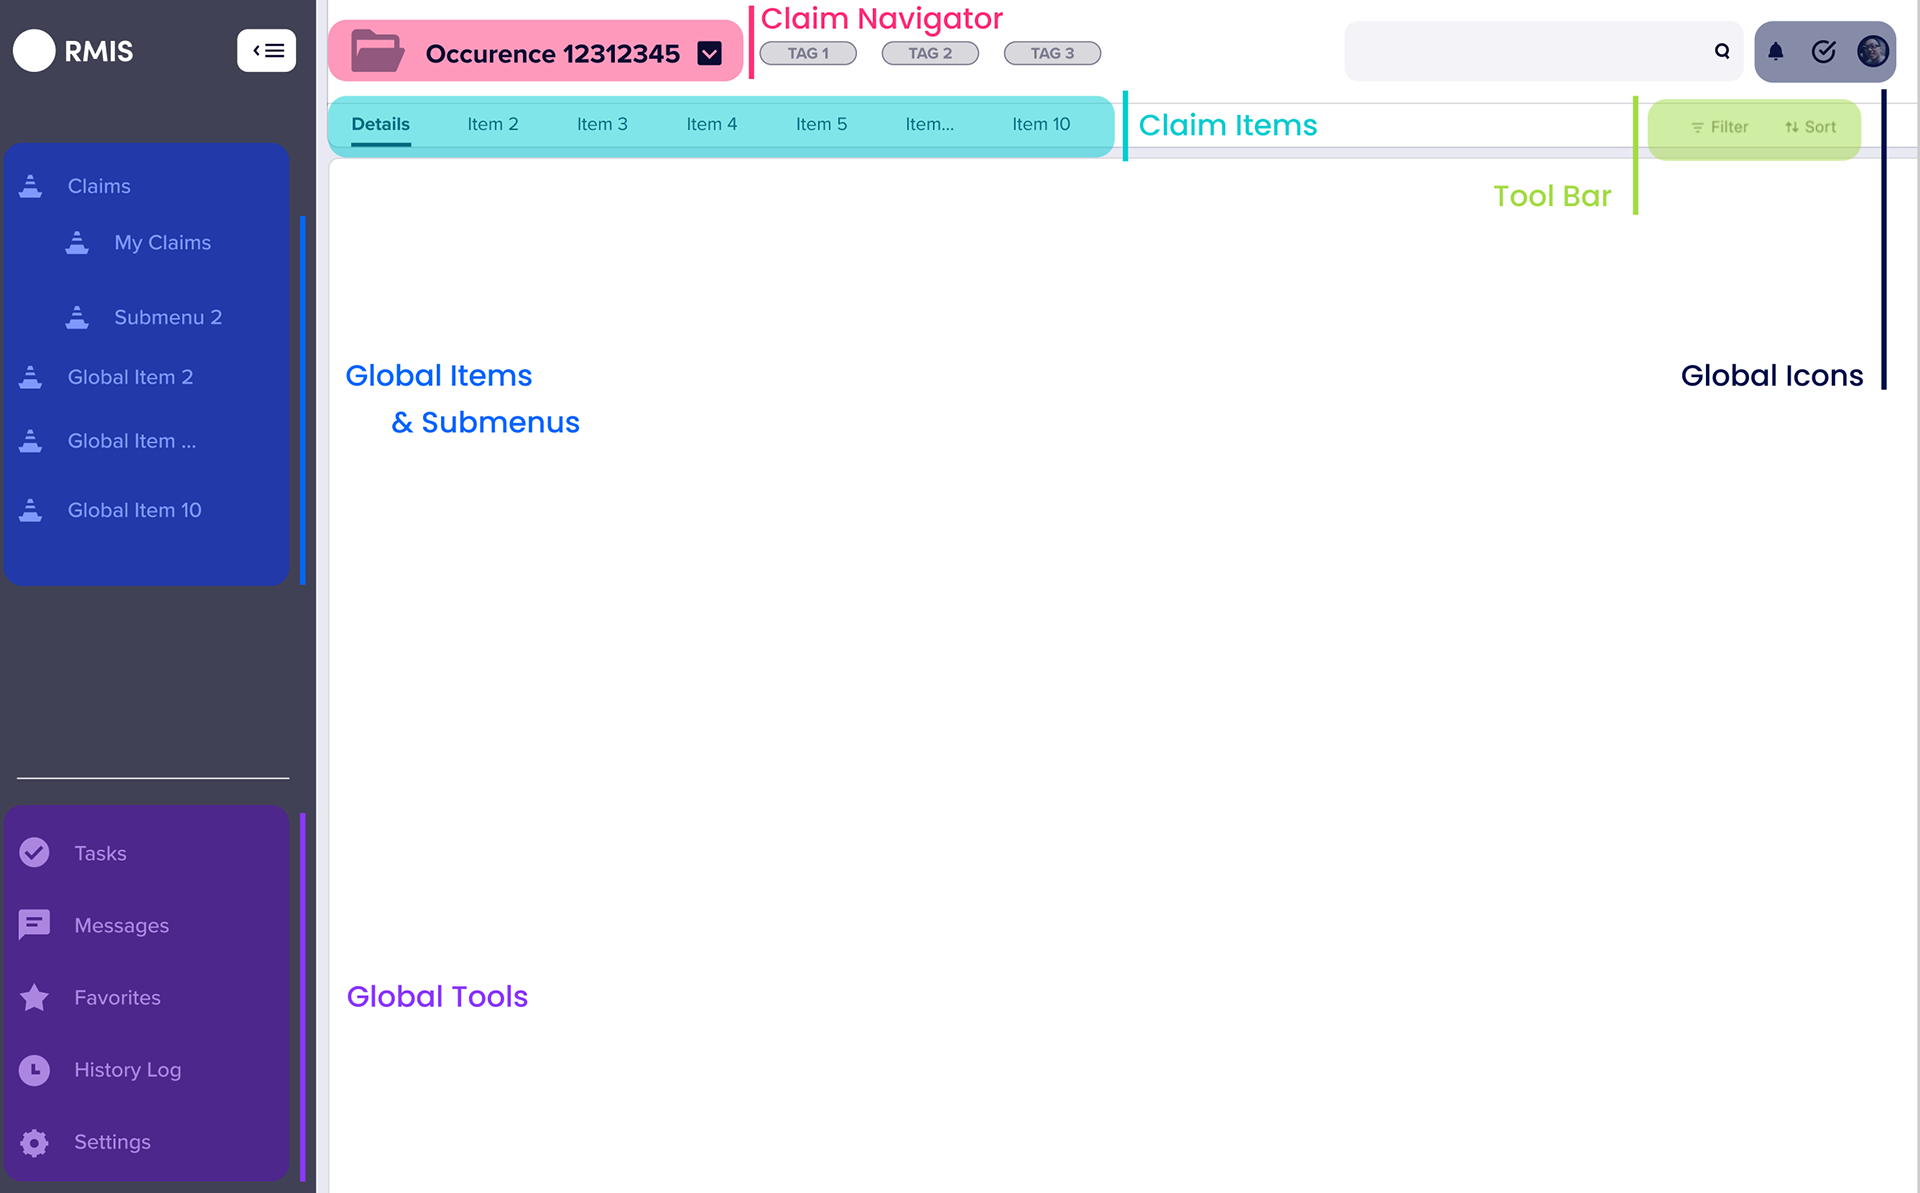 RMIS
Claims
My Claims
Submenu 2
Global Item 2
Global Item ...
Global Item 10
Tasks
Messages
Favorites
History Log
Settings
Occurence 12312345
Claim Navigator
TAG 1 TAG 2 TAG 3
Details Item 2 Item 3 Item 4 Item 5 Item... Item 10
Claim Items
Filter Sort
Tool Bar
Global Items
& Submenus
Global Icons
Global Tools